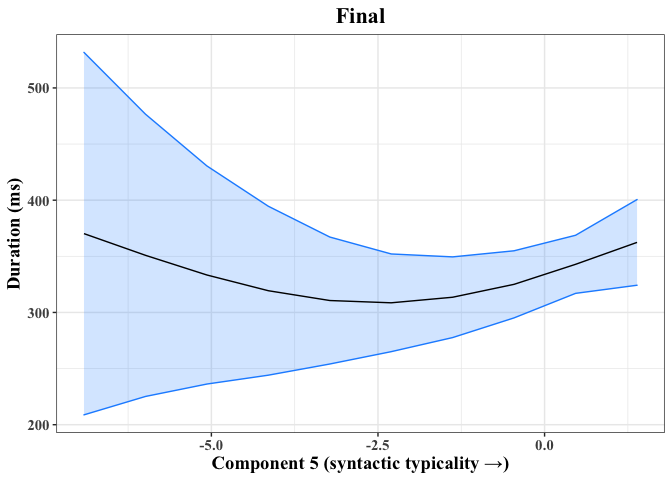 Final
Duration (ms)
500
400
300
200
-5.0 -2.5 0.0
Component 5 (syntactic typicality →)